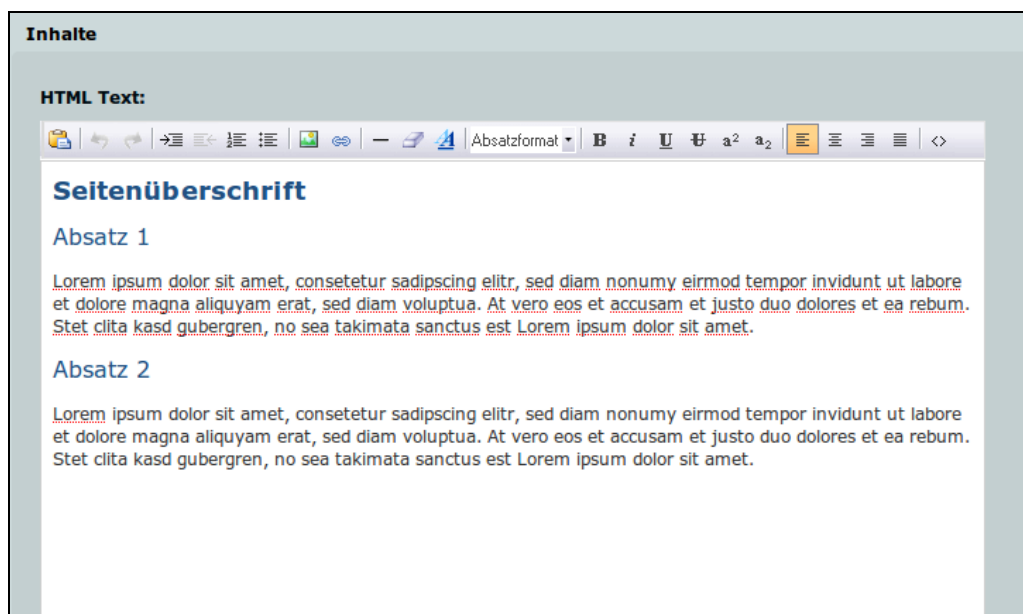 Inhalte
HTML Text:
Absatzformat B i U U a² a₂ <>
Seitenüberschrift
Absatz 1
Lorem ipsum dolor sit amet, consetetur sadipscing elitr, sed diam nonumy eirmod tempor invidunt ut labore
et dolore magna aliquyam erat, sed diam voluptua. At vero eos et accusam et justo duo dolores et ea rebum.
Stet clita kasd gubergren, no sea takimata sanctus est Lorem ipsum dolor sit amet.
Absatz 2
Lorem ipsum dolor sit amet, consetetur sadipscing elitr, sed diam nonumy eirmod tempor invidunt ut labore
et dolore magna aliquyam erat, sed diam voluptua. At vero eos et accusam et justo duo dolores et ea rebum.
Stet clita kasd gubergren, no sea takimata sanctus est Lorem ipsum dolor sit amet.